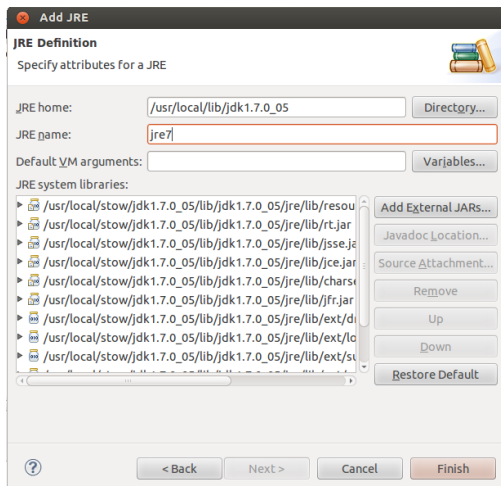 Add JRE
JRE Definition
Specify attributes for a JRE
JRE home: /usr/local/lib/jdk1.7.0_05 Directory...
JRE name: jre7
Default VM arguments: Variables...
JRE system libraries:
/usr/local/stow/jdk1.7.0_05/lib/jdk1.7.0_05/jre/lib/resou
/usr/local/stow/jdk1.7.0_05/lib/jdk1.7.0_05/jre/lib/rt.jar
/usr/local/stow/jdk1.7.0_05/lib/jdk1.7.0_05/jre/lib/jsse.ja
/usr/local/stow/jdk1.7.0_05/lib/jdk1.7.0_05/jre/lib/jce.jar
/usr/local/stow/jdk1.7.0_05/lib/jdk1.7.0_05/jre/lib/charse
/usr/local/stow/jdk1.7.0_05/lib/jdk1.7.0_05/jre/lib/jfr.jar
/usr/local/stow/jdk1.7.0_05/lib/jdk1.7.0_05/jre/lib/ext/dn
/usr/local/stow/jdk1.7.0_05/lib/jdk1.7.0_05/jre/lib/ext/lo
/usr/local/stow/jdk1.7.0_05/lib/jdk1.7.0_05/jre/lib/ext/su
Add External JARs...
Javadoc Location...
Source Attachment...
Remove
Up
Down
Restore Default
? < Back Next > Cancel Finish